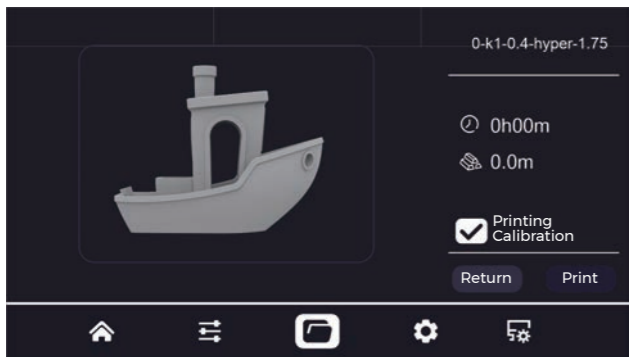 0-k1-0.4-hyper-1.75
0h00m
0.0m
Printing
Calibration
Return Print